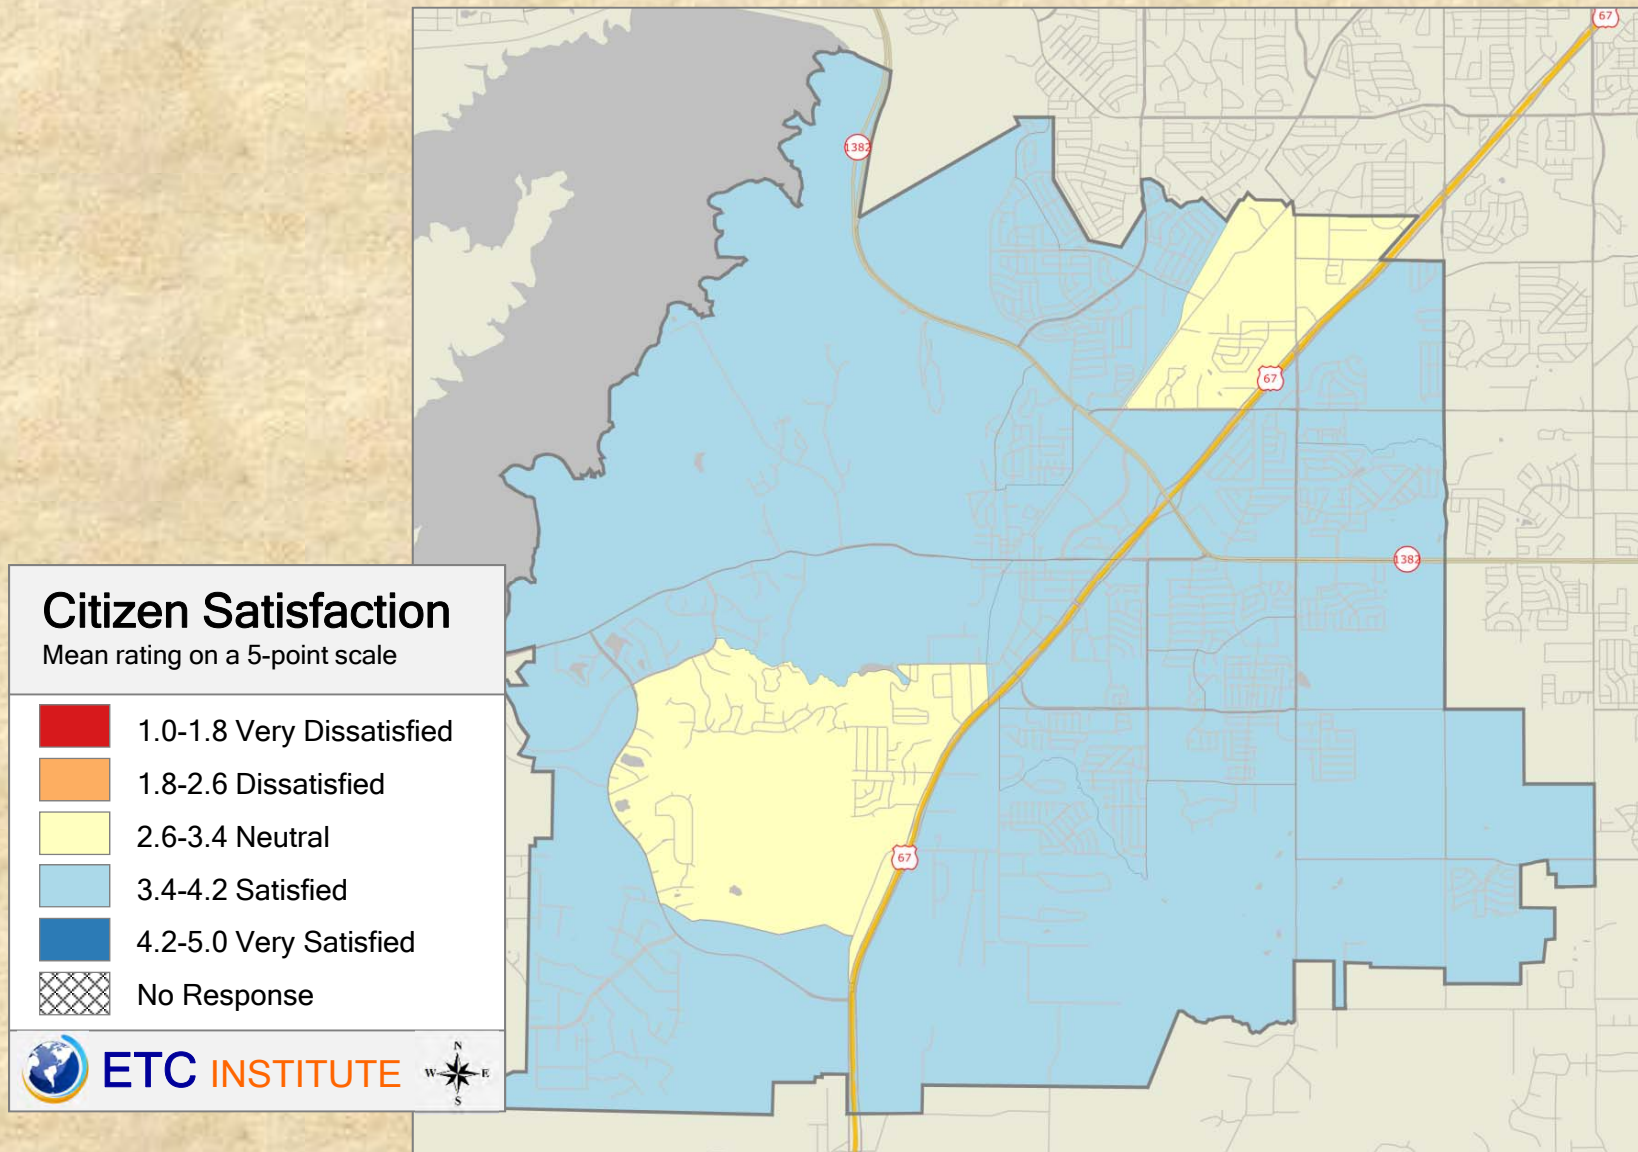 67
1382
67
1382
67
Citizen Satisfaction
Mean rating on a 5-point scale
1.0-1.8 Very Dissatisfied
1.8-2.6 Dissatisfied
2.6-3.4 Neutral
3.4-4.2 Satisfied
4.2-5.0 Very Satisfied
No Response
ETC INSTITUTE
N
W E
S